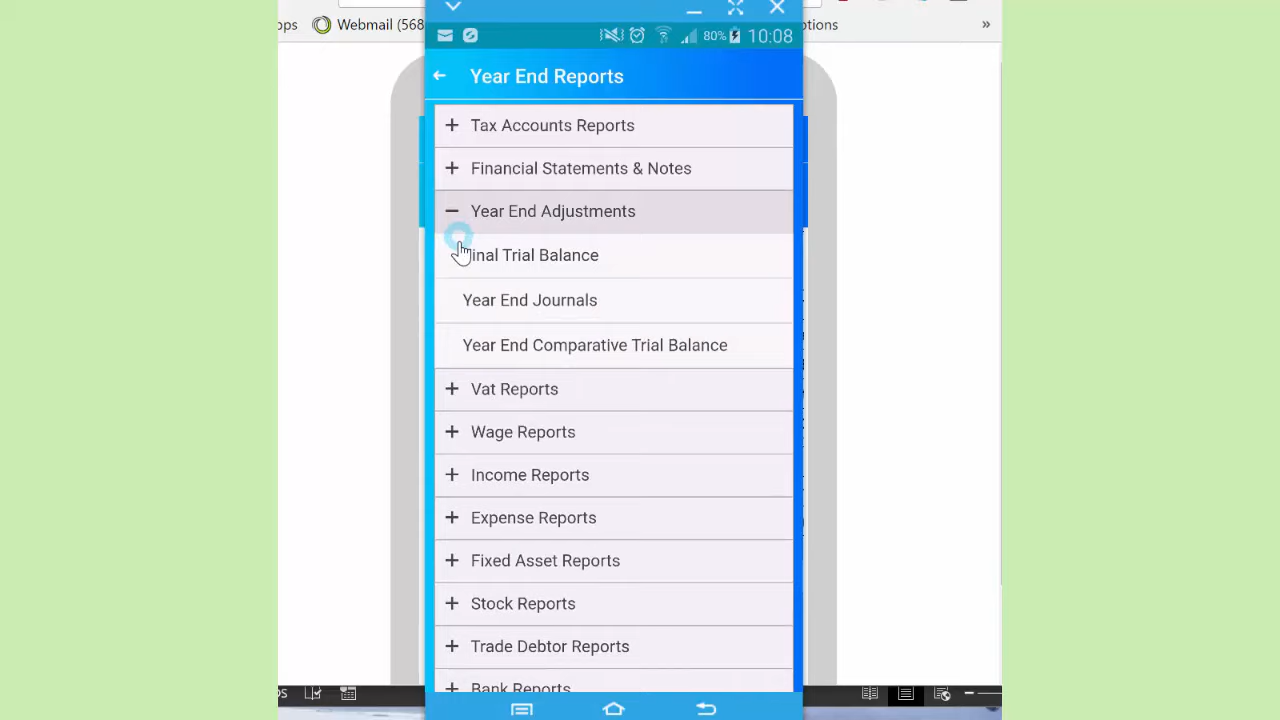 Webmail (568
80% 10:08
Year End Reports
Tax Accounts Reports
Financial Statements & Notes
Year End Adjustments
inal Trial Balance
Year End Journals
Year End Comparative Trial Balance
Vat Reports
Wage Reports
Income Reports
Expense Reports
Fixed Asset Reports
Stock Reports
Trade Debtor Reports
Bank Reports